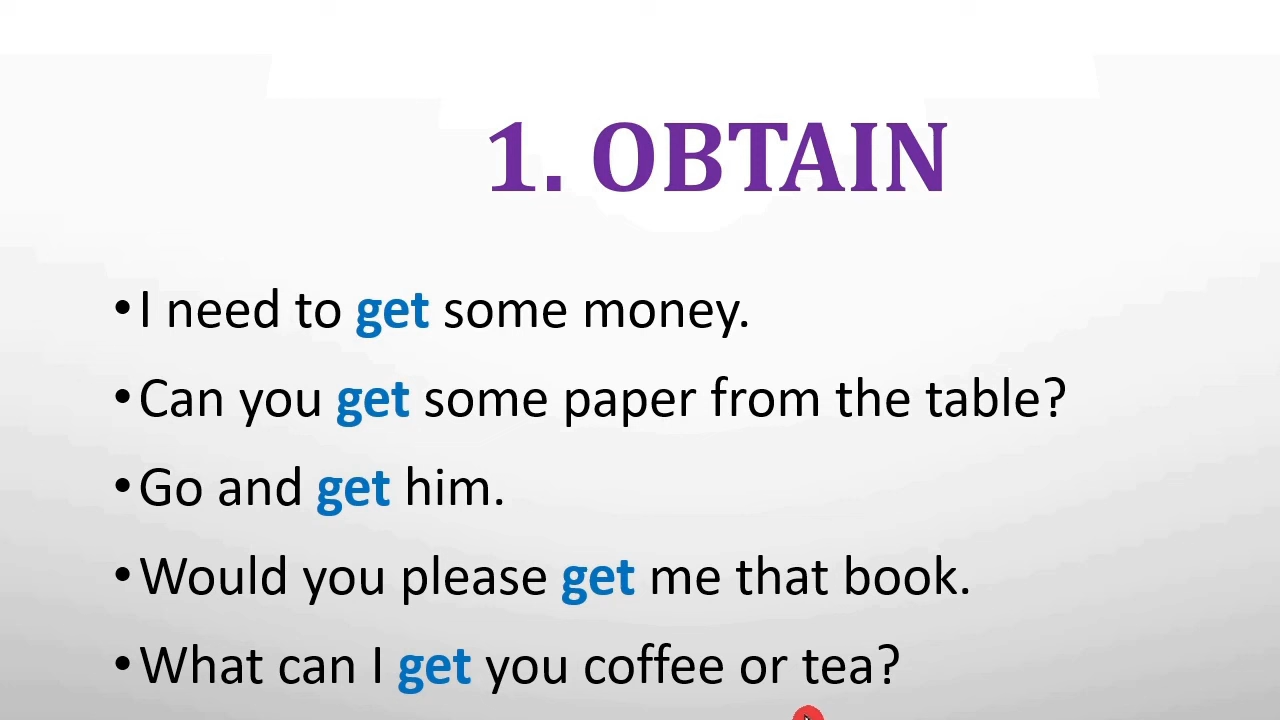 1. OBTAIN
• I need to get some money.
• Can you get some paper from the table?
• Go and get him.
• Would you please get me that book.
• What can I get you coffee or tea?